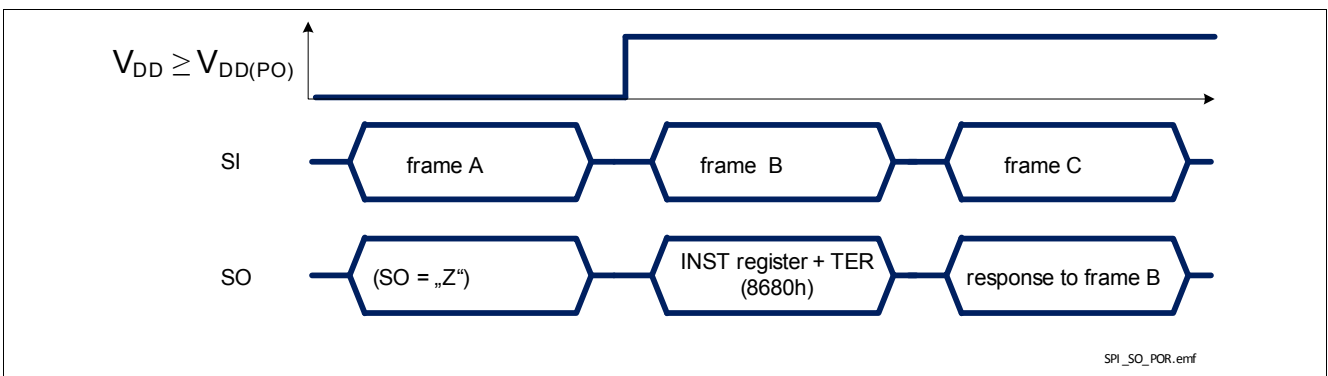 VDD ≥ VDD(PO)
SI
frame A
frame B
frame C
SO
(SO = „Z“)
INST register + TER
(8680h)
response to frame B
SPI_SO_POR.emf